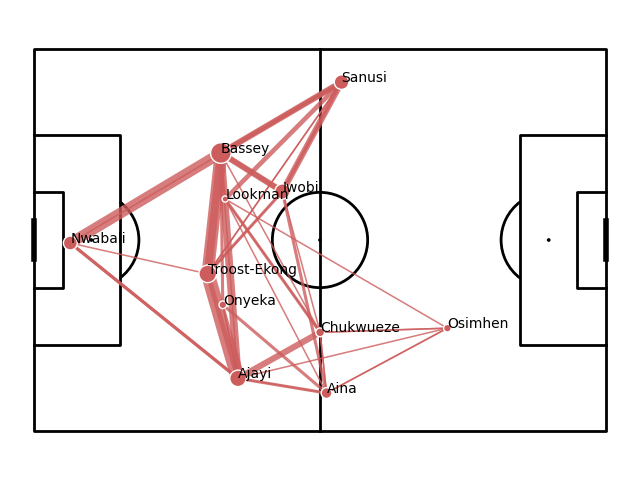 Sanusi
Bassey
Iwobi
Lookman
Nwabali
Troost-Ekong
Onyeka
Chukwueze
Osimhen
Ajayi
Aina